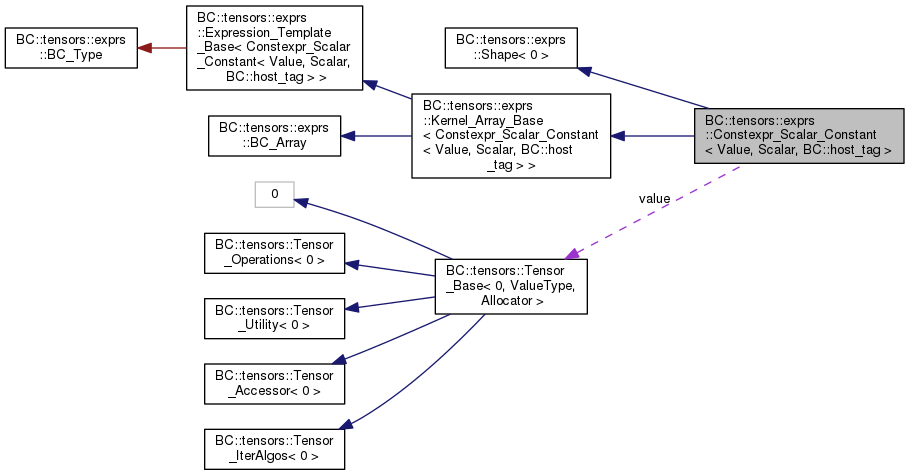 BC::tensors::exprs
::BC_Type
BC::tensors::exprs
::Expression_Template
_Base< Constexpr_Scalar
_Constant< Value, Scalar,
BC::host_tag > >
BC::tensors::exprs
::Shape< 0 >
BC::tensors::exprs
::BC_Array
BC::tensors::exprs
::Kernel_Array_Base
< Constexpr_Scalar_Constant
< Value, Scalar, BC::host
_tag > >
BC::tensors::exprs
::Constexpr_Scalar_Constant
< Value, Scalar, BC::host_tag >
0
value
BC::tensors::Tensor
_Operations< 0 >
BC::tensors::Tensor
_Base< 0, ValueType,
Allocator >
BC::tensors::Tensor
_Utility< 0 >
BC::tensors::Tensor
_Accessor< 0 >
BC::tensors::Tensor
_IterAlgos< 0 >